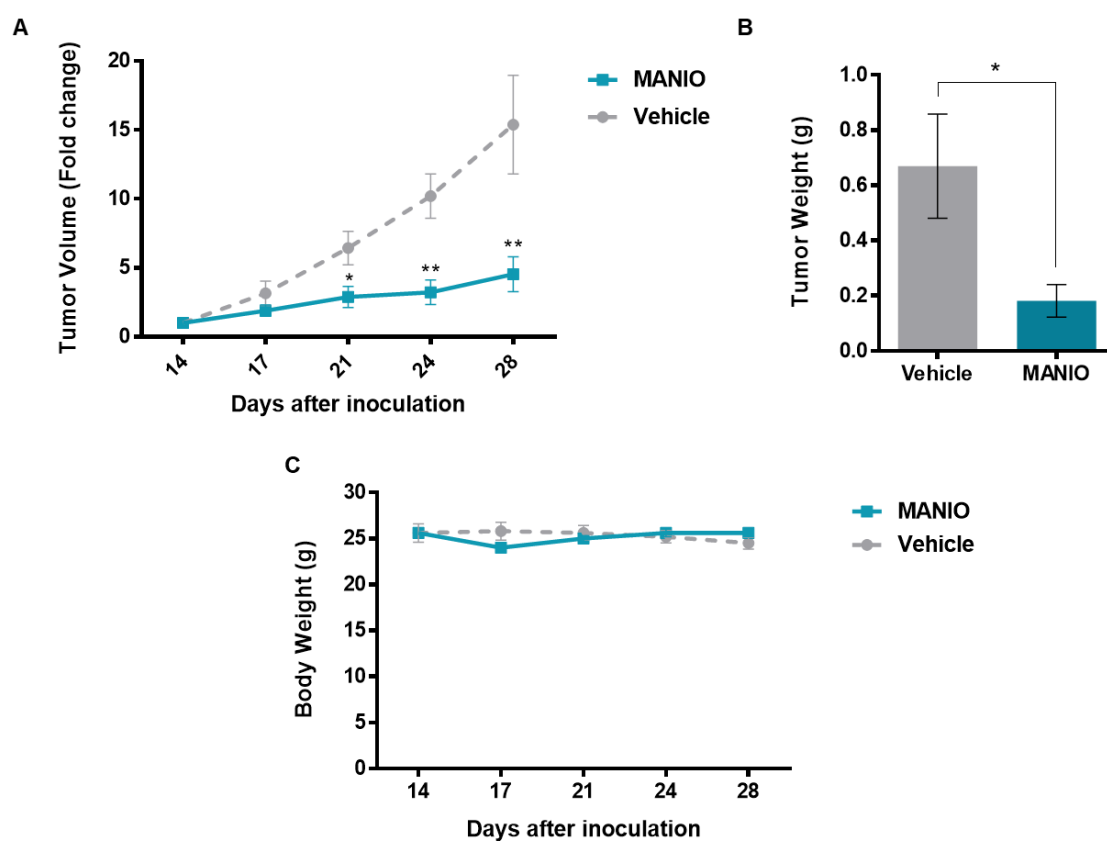 A
Tumor Volume (Fold change)
20
15
10
5
0
*
**
**
14
17
21
24
28
Days after inoculation
MANIO
Vehicle
B
Tumor Weight (g)
1.0
0.8
0.6
0.4
0.2
0.0
*
Vehicle
MANIO
C
Body Weight (g)
30
25
20
15
10
5
0
14
17
21
24
28
Days after inoculation
MANIO
Vehicle